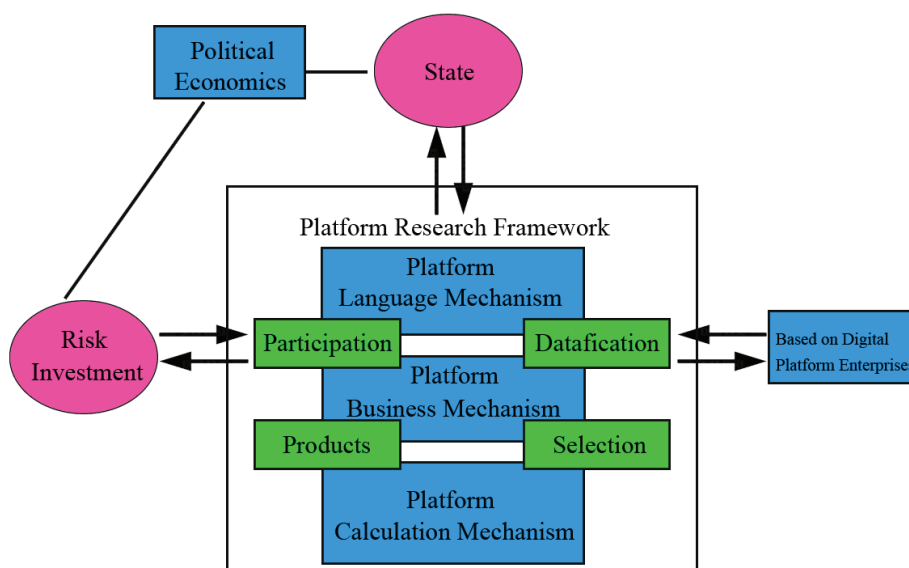 Political
Economics
State
Platform Research Framework
Platform
Language Mechanism
Risk
Investment
Participation
Datafication
Based on Digital
Platform Enterprises
Platform
Business Mechanism
Products
Selection
Platform
Calculation Mechanism